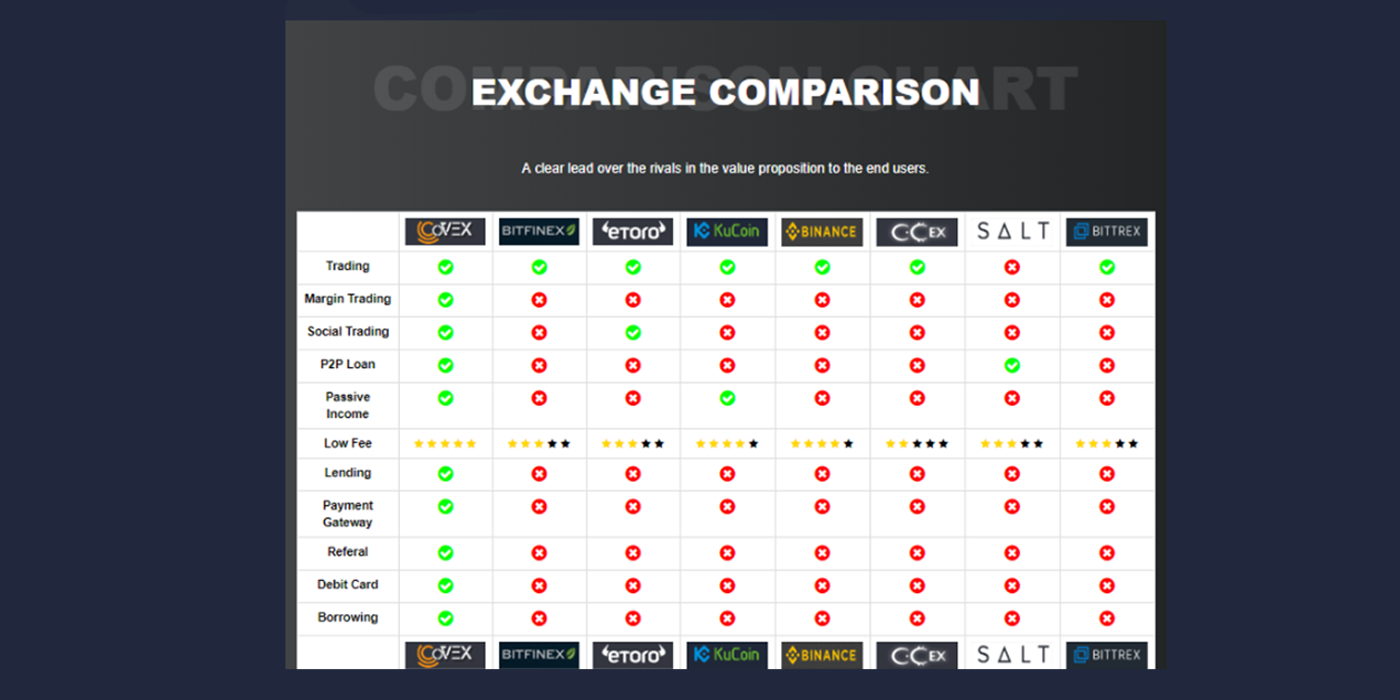 COMPARISON CHART
EXCHANGE COMPARISON
A clear lead over the rivals in the value proposition to the end users.
COVEX BITFINEX eToro KuCoin BINANCE C-CEX SALT BITTREX
Trading
Margin Trading
Social Trading
P2P Loan
Passive
Income
Low Fee
Lending
Payment
Gateway
Referal
Debit Card
Borrowing
COVEX BITFINEX eToro KuCoin BINANCE C-CEX SALT BITTREX